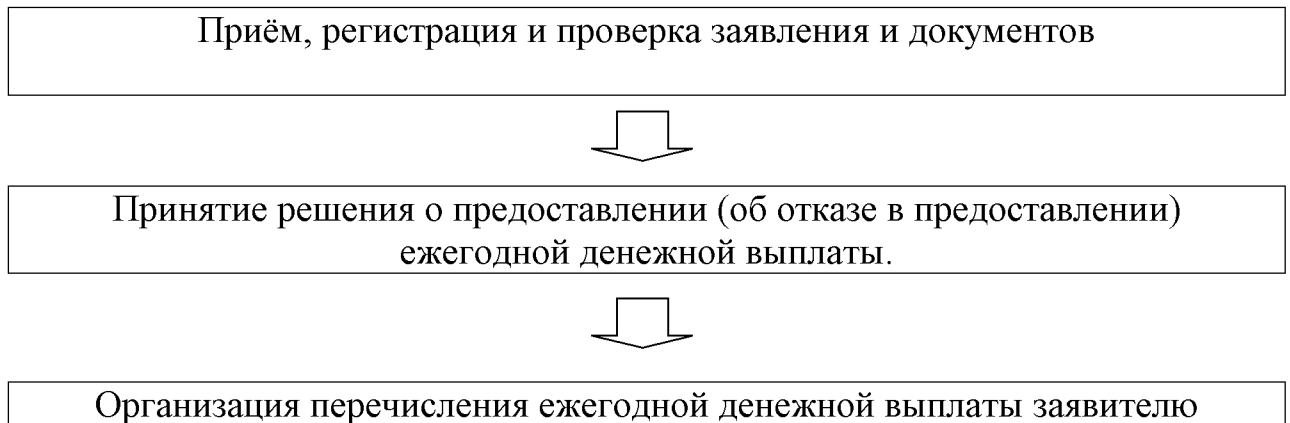 Приём, регистрация и проверка заявления и документов
Принятие решения о предоставлении (об отказе в предоставлении)
ежегодной денежной выплаты.
Организация перечисления ежегодной денежной выплаты заявителю